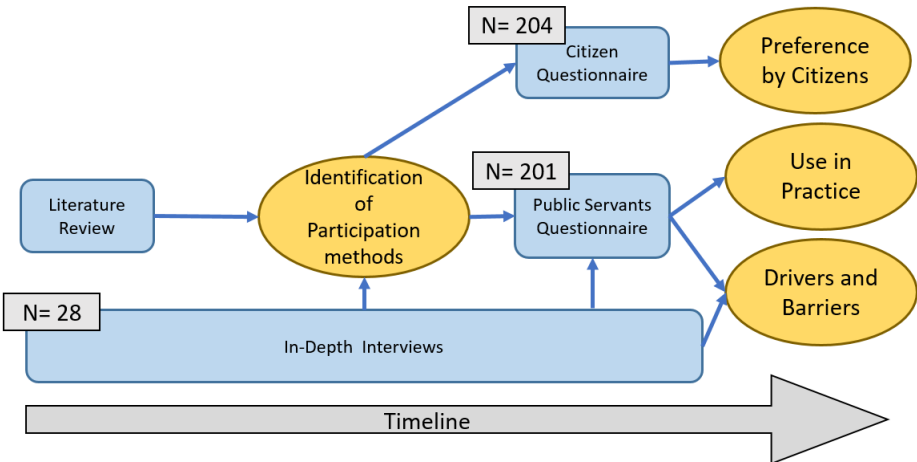 N= 204
Citizen
Questionnaire
Preference
by Citizens
Literature
Review
Identification
of
Participation
methods
N= 201
Public Servants
Questionnaire
Use in
Practice
Drivers and
Barriers
N= 28
In-Depth Interviews
Timeline